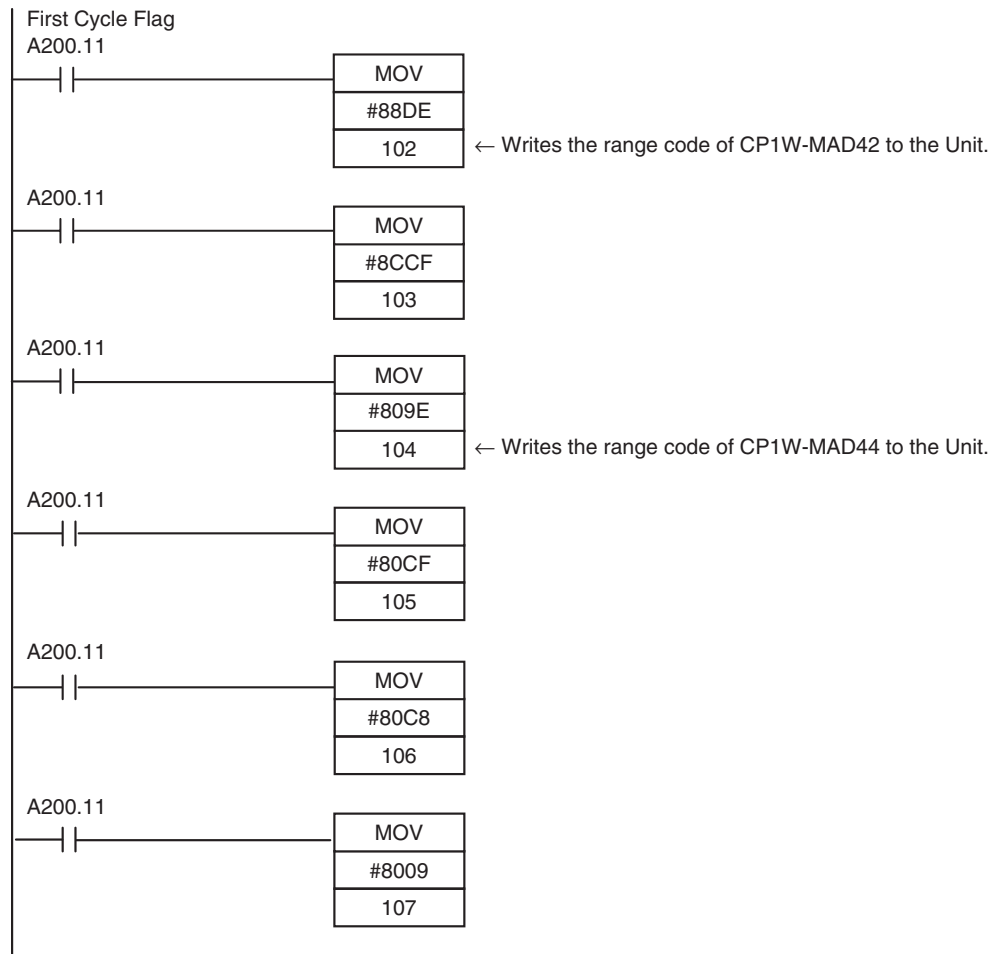 First Cycle Flag
A200.11
MOV
#88DE
102
← Writes the range code of CP1W-MAD42 to the Unit.
A200.11
MOV
#8CCF
103
A200.11
MOV
#809E
104
← Writes the range code of CP1W-MAD44 to the Unit.
A200.11
MOV
#80CF
105
A200.11
MOV
#80C8
106
A200.11
MOV
#8009
107